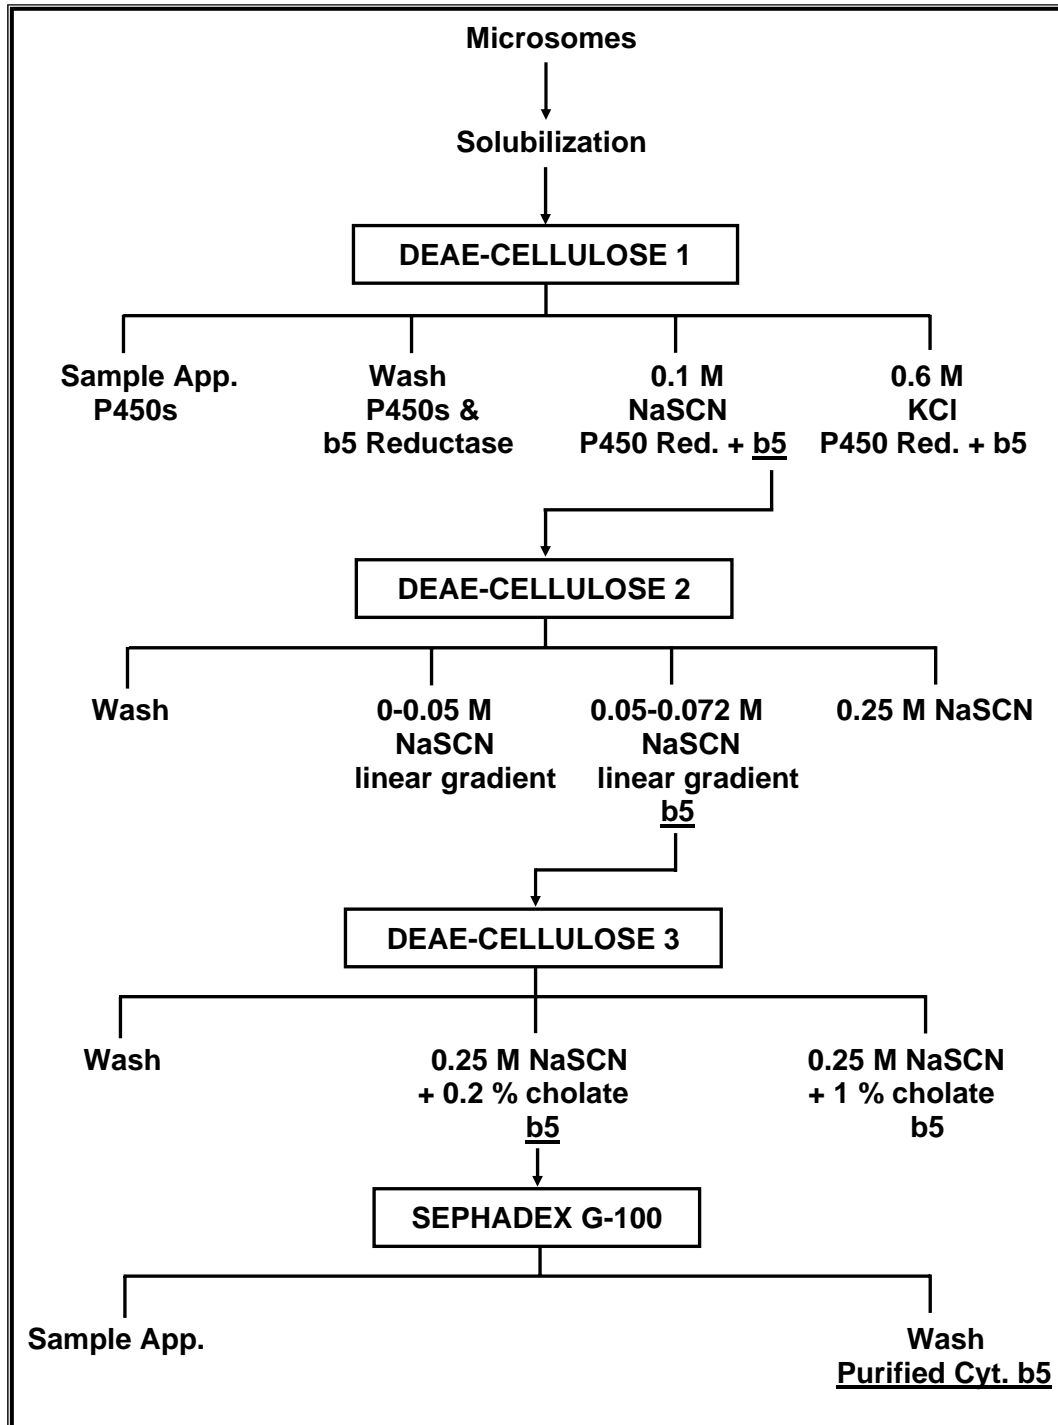 Microsomes
Solubilization
DEAE-CELLULOSE 1
Sample App.
P450s
Wash
P450s &
b5 Reductase
0.1 M
NaSCN
P450 Red. + b5
0.6 M
KCl
P450 Red. + b5
DEAE-CELLULOSE 2
Wash
0-0.05 M
NaSCN
linear gradient
0.05-0.072 M
NaSCN
linear gradient
b5
0.25 M NaSCN
DEAE-CELLULOSE 3
Wash
0.25 M NaSCN
+ 0.2 % cholate
b5
0.25 M NaSCN
+ 1 % cholate
b5
SEPHADEX G-100
Sample App.
Wash
Purified Cyt. b5